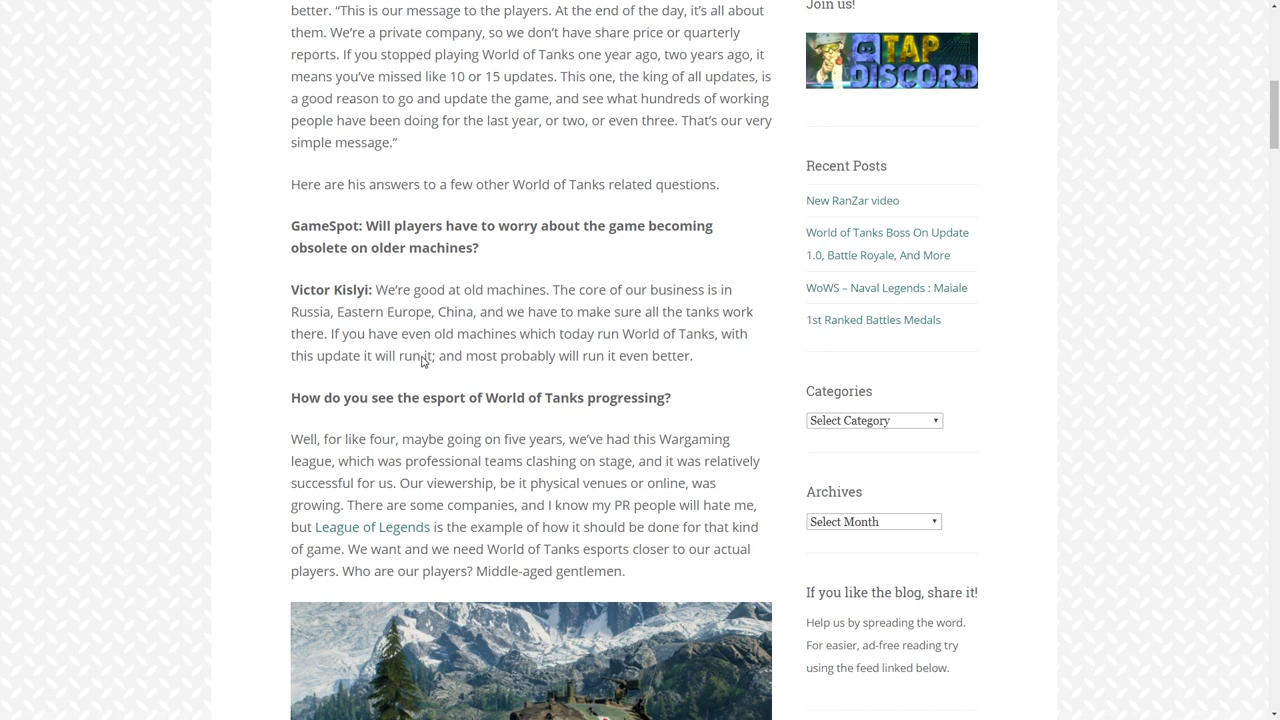 better. “This is our message to the players. At the end of the day, it’s all about
them. We’re a private company, so we don’t have share price or quarterly
reports. If you stopped playing World of Tanks one year ago, two years ago, it
means you’ve missed like 10 or 15 updates. This one, the king of all updates, is
a good reason to go and update the game, and see what hundreds of working
people have been doing for the last year, or two, or even three. That’s our very
simple message.”
Here are his answers to a few other World of Tanks related questions.
GameSpot: Will players have to worry about the game becoming
obsolete on older machines?
Victor Kislyi: We’re good at old machines. The core of our business is in
Russia, Eastern Europe, China, and we have to make sure all the tanks work
there. If you have even old machines which today run World of Tanks, with
this update it will run it; and most probably will run it even better.
How do you see the esport of World of Tanks progressing?
Well, for like four, maybe going on five years, we’ve had this Wargaming
league, which was professional teams clashing on stage, and it was relatively
successful for us. Our viewership, be it physical venues or online, was
growing. There are some companies, and I know my PR people will hate me,
but League of Legends is the example of how it should be done for that kind
of game. We want and we need World of Tanks esports closer to our actual
players. Who are our players? Middle-aged gentlemen.
Join us!
TAP
DISCORD
Recent Posts
New RanZar video
World of Tanks Boss On Update
1.0, Battle Royale, And More
WoWS – Naval Legends : Maiale
1st Ranked Battles Medals
Categories
Select Category
Archives
Select Month
If you like the blog, share it!
Help us by spreading the word.
For easier, ad-free reading try
using the feed linked below.